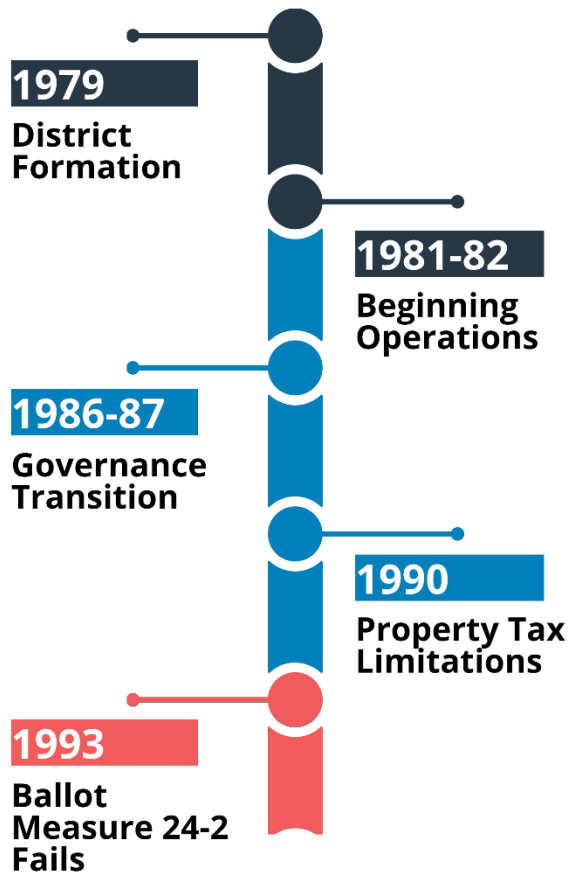 1979
District
Formation
1981-82
Beginning
Operations
1986-87
Governance
Transition
1990
Property Tax
Limitations
1993
Ballot
Measure 24-2
Fails